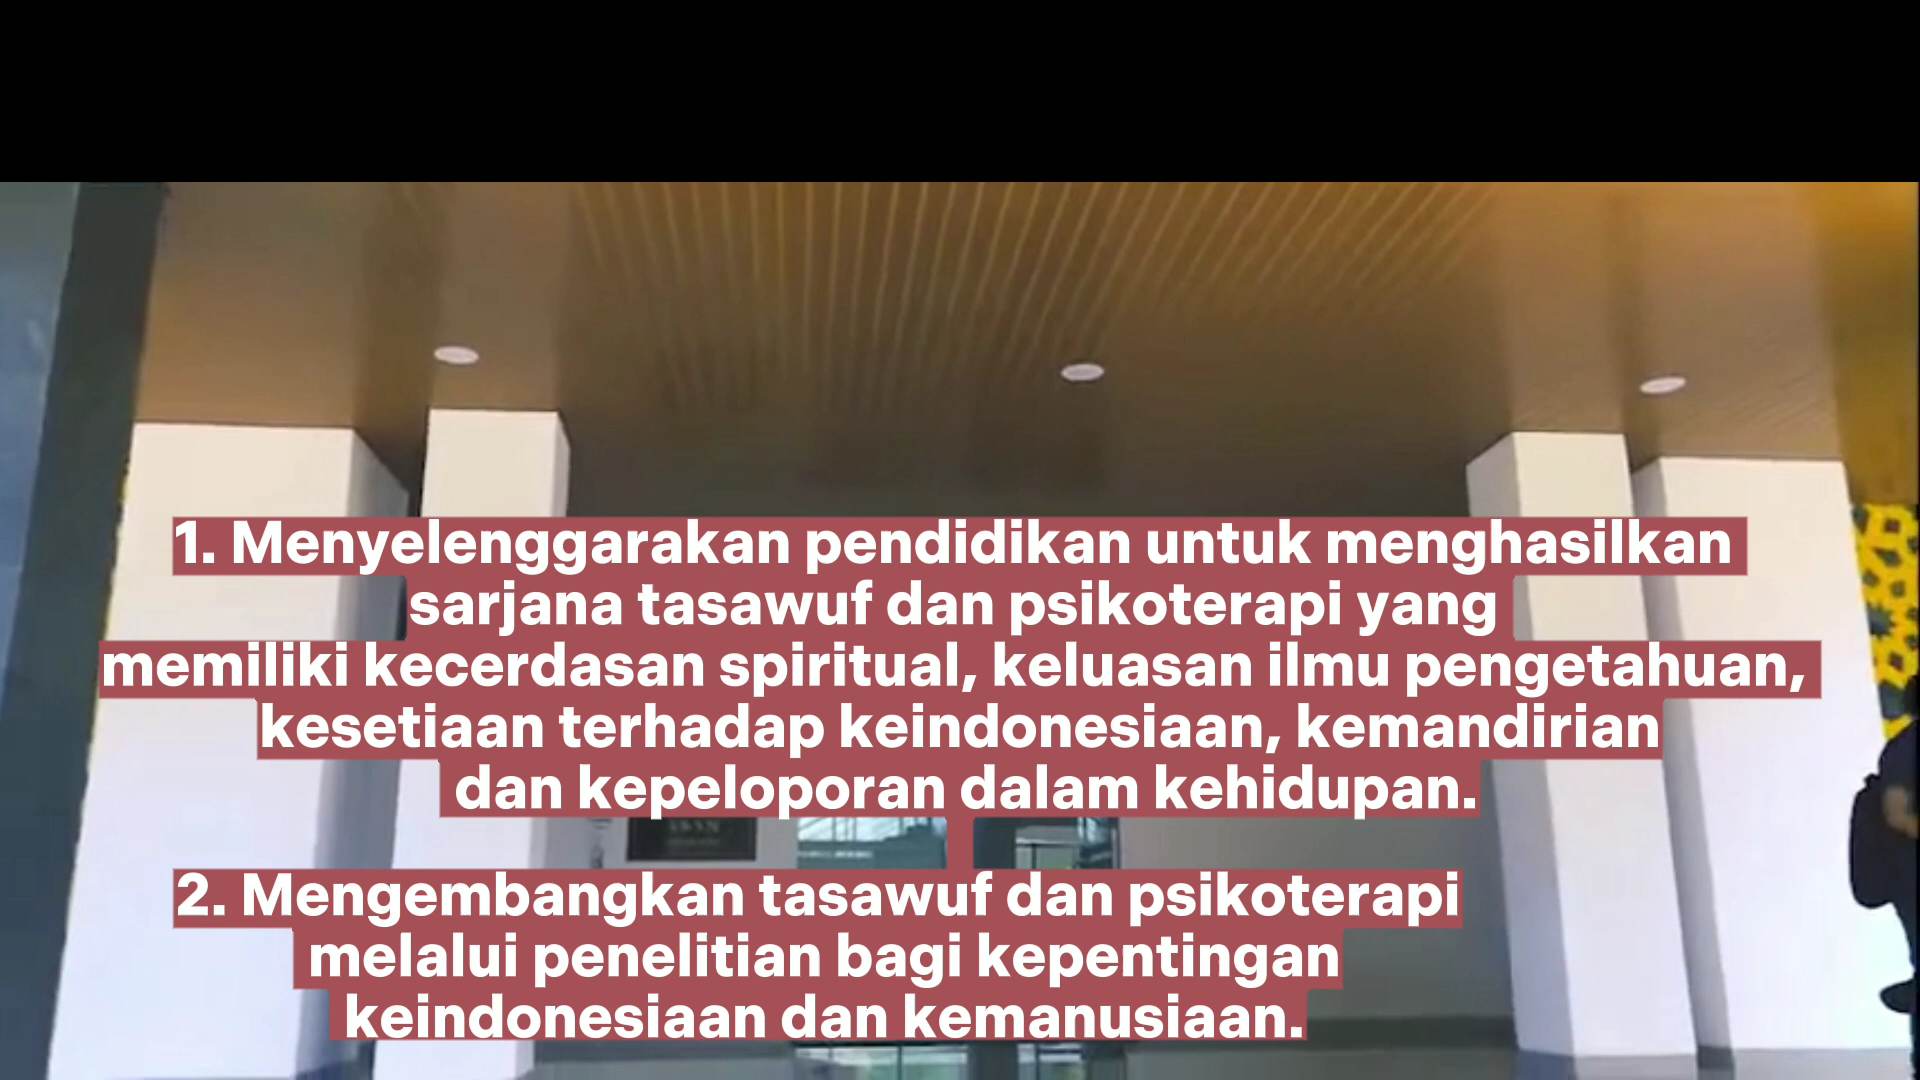 1. Menyelenggarakan pendidikan untuk menghasilkan
sarjana tasawuf dan psikoterapi yang
memiliki kecerdasan spiritual, keluasan ilmu pengetahuan,
kesetiaan terhadap keindonesiaan, kemandirian
dan kepeloporan dalam kehidupan.
2. Mengembangkan tasawuf dan psikoterapi
melalui penelitian bagi kepentingan
keindonesiaan dan kemanusiaan.